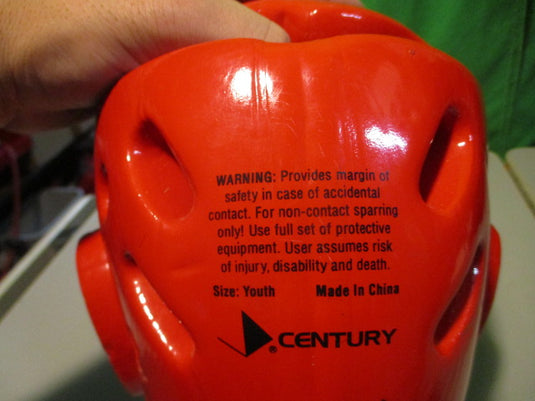 WARNING: Provides margin of
safety in case of accidental
contact. For non-contact sparring
only! Use full set of protective
equipment. User assumes risk
of injury, disability and death.
Size: Youth Made In China
® CENTURY